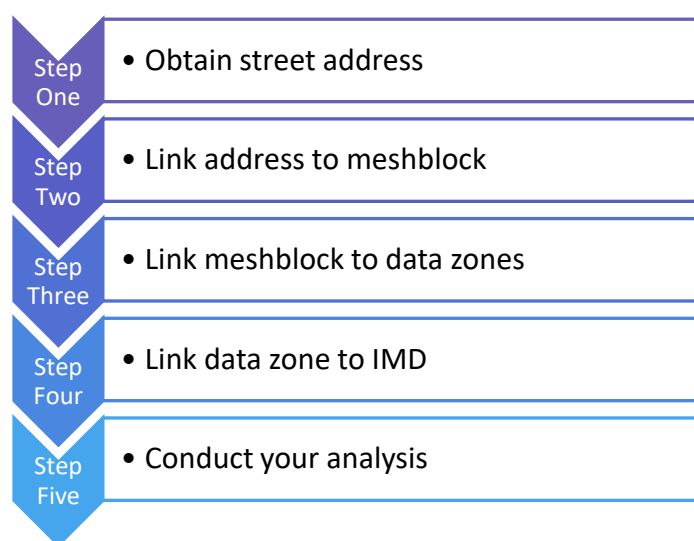 Step
One
• Obtain street address
Step
Two
• Link address to meshblock
Step
Three
• Link meshblock to data zones
Step
Four
• Link data zone to IMD
Step
Five
• Conduct your analysis